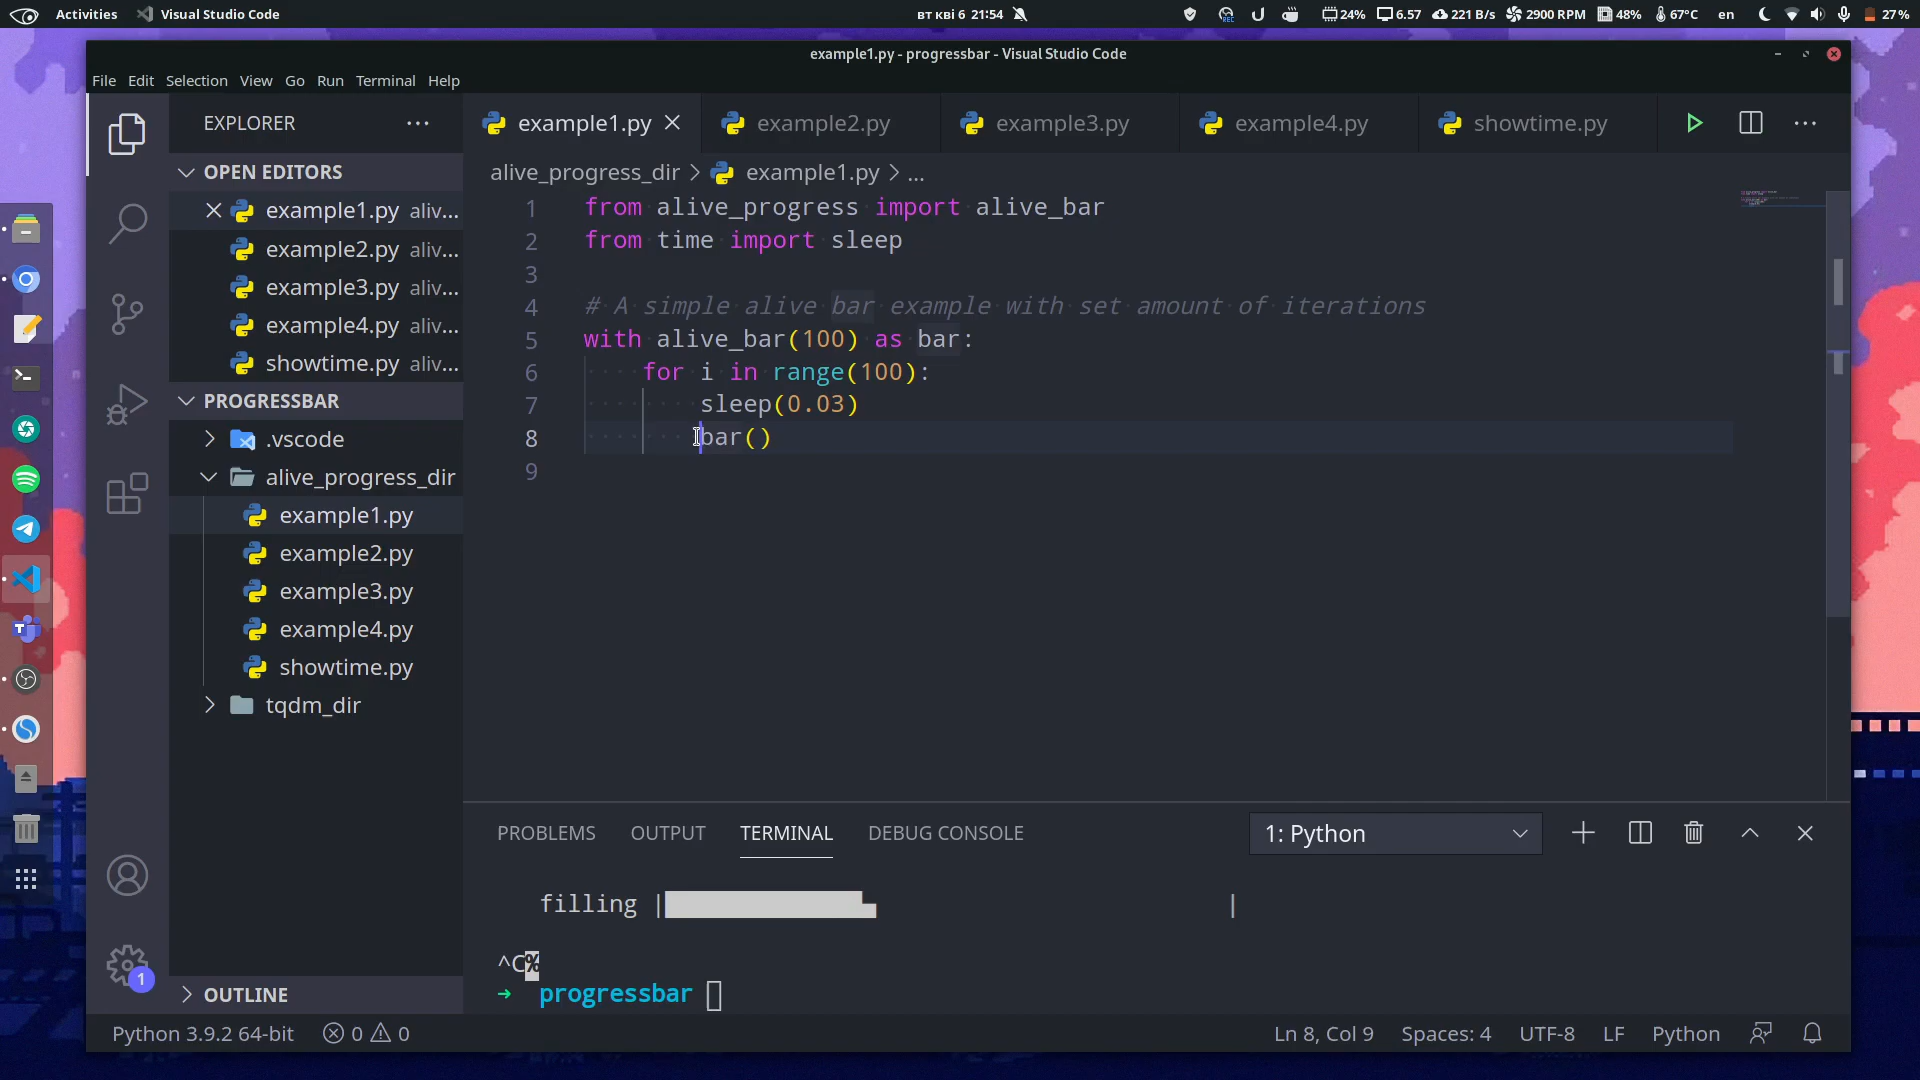 Activities Visual Studio Code вт кві 6 21:54 24% 6.57 221 B/s 2900 RPM 48% 67°C en 27%
example1.py - progressbar - Visual Studio Code
File Edit Selection View Go Run Terminal Help
EXPLORER ··· example1.py example2.py example3.py example4.py showtime.py ···
OPEN EDITORS
example1.py aliv...
example2.py aliv...
example3.py aliv...
example4.py aliv...
showtime.py aliv...
PROGRESSBAR
.vscode
alive_progress_dir
example1.py
example2.py
example3.py
example4.py
showtime.py
tqdm_dir
OUTLINE
1
alive_progress_dir > example1.py > ...
1 from alive_progress import alive_bar
2 from time import sleep
3
4 # A simple alive bar example with set amount of iterations
5 with alive_bar(100) as bar:
6 for i in range(100):
7 sleep(0.03)
8 bar()
9
PROBLEMS OUTPUT TERMINAL DEBUG CONSOLE 1: Python
filling | |
^C%
→ progressbar
Python 3.9.2 64-bit 0 0 Ln 8, Col 9 Spaces: 4 UTF-8 LF Python